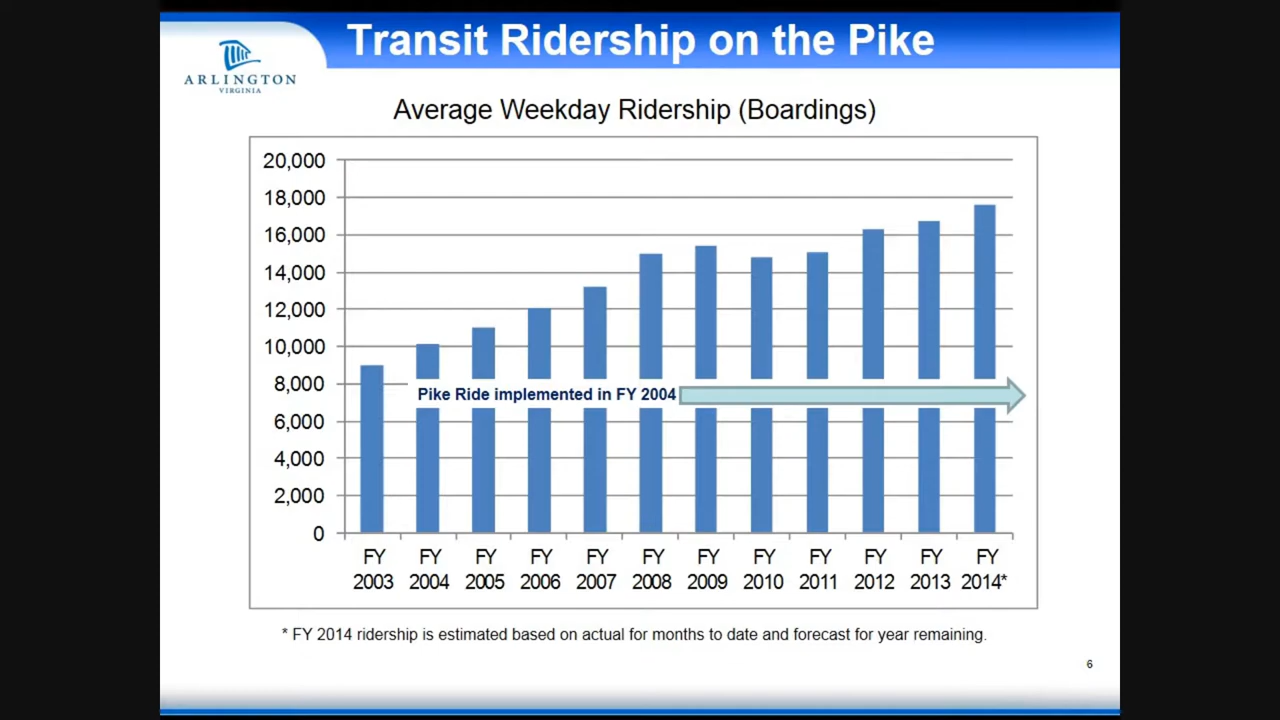 Transit Ridership on the Pike
ARLINGTON
VIRGINIA
Average Weekday Ridership (Boardings)
20,000
18,000
16,000
14,000
12,000
10,000
8,000
6,000
4,000
2,000
0
Pike Ride implemented in FY 2004
FY FY FY FY FY FY FY FY FY FY FY FY
2003 2004 2005 2006 2007 2008 2009 2010 2011 2012 2013 2014*
* FY 2014 ridership is estimated based on actual for months to date and forecast for year remaining.
6